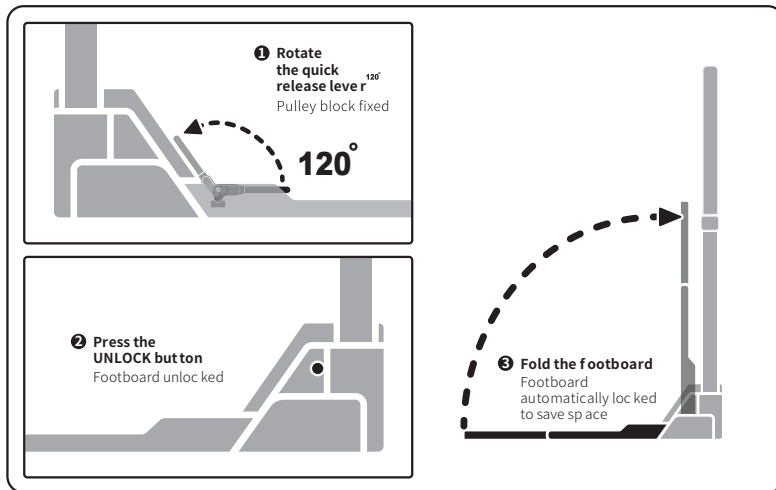 ❶ Rotate
the quick
release leve r 120°
Pulley block fixed
120°
❷ Press the
UNLOCK but ton
Footboard unloc ked
❸ Fold the f ootboard
Footboard
automatically loc ked
to save sp ace